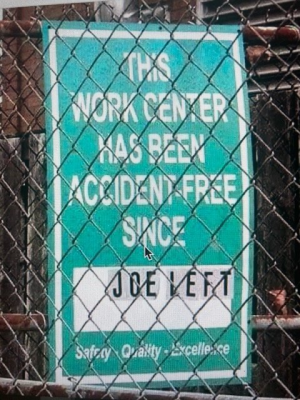 THIS
WORK CENTER
HAS BEEN
ACCIDENT-FREE
SINCE
JOE LEFT
Safety - Quality - Excellence